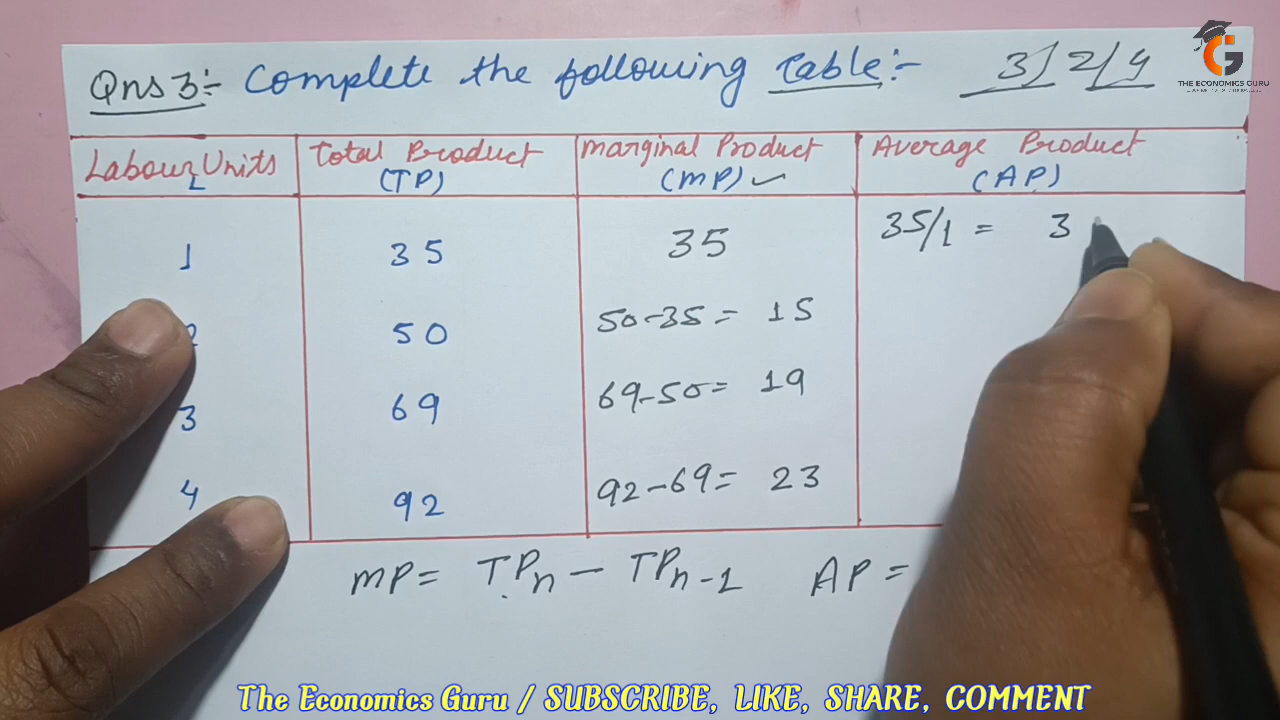 Qns 3:- Complete the following Table:- 3/2/4
THE ECONOMICS GURU
Labour Units Total Product Marginal Product Average Product
L (TP) (MP) ✓ (AP)
1 35 35 35/1 = 3
2 50 50-35= 15
3 69 69-50= 19
4 92 92-69= 23
MP= TPn - TPn-1 AP =
The Economics Guru / SUBSCRIBE, LIKE, SHARE, COMMENT